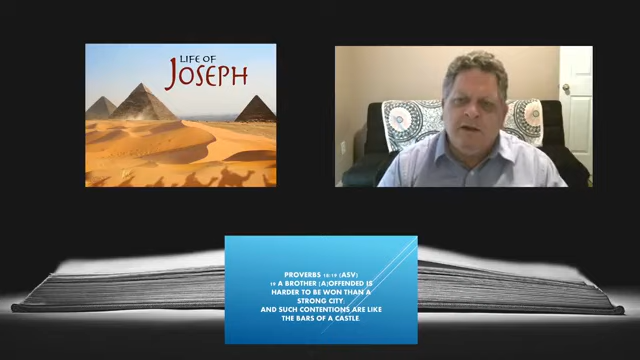 LIFE OF
JOSEPH
PROVERBS 18:19 (ASV)
19 A BROTHER [A]OFFENDED IS
HARDER TO BE WON THAN A
STRONG CITY;
AND SUCH CONTENTIONS ARE LIKE
THE BARS OF A CASTLE.